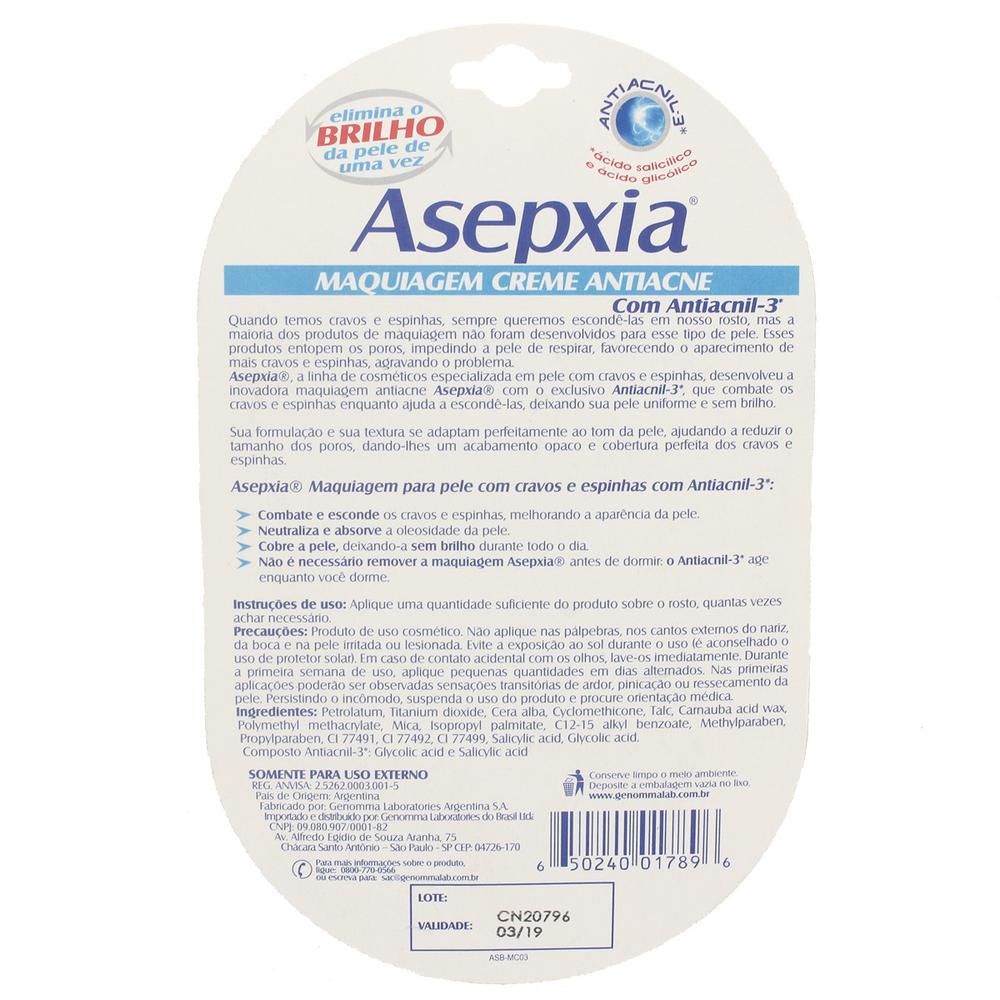 elimina o
BRILHO
da pele de
uma vez
ANTIACNIL-3*
*ácido salicílico
e ácido glicólico
Asepxia®
MAQUIAGEM CREME ANTIACNE
Com Antiacnil-3*
Quando temos cravos e espinhas, sempre queremos escondê-las em nosso rosto, mas a
maioria dos produtos de maquiagem não foram desenvolvidos para esse tipo de pele. Esses
produtos entopem os poros, impedindo a pele de respirar, favorecendo o aparecimento de
mais cravos e espinhas, agravando o problema.
Asepxia®, a linha de cosméticos especializada em pele com cravos e espinhas, desenvolveu a
inovadora maquiagem antiacne Asepxia® com o exclusivo Antiacnil-3*, que combate os
cravos e espinhas enquanto ajuda a escondê-las, deixando sua pele uniforme e sem brilho.
Sua formulação e sua textura se adaptam perfeitamente ao tom da pele, ajudando a reduzir o
tamanho dos poros, dando-lhes um acabamento opaco e cobertura perfeita dos cravos e
espinhas.
Asepxia® Maquiagem para pele com cravos e espinhas com Antiacnil-3*:
Combate e esconde os cravos e espinhas, melhorando a aparência da pele.
Neutraliza e absorve a oleosidade da pele.
Cobre a pele, deixando-a sem brilho durante todo o dia.
Não é necessário remover a maquiagem Asepxia® antes de dormir: o Antiacnil-3* age
enquanto você dorme.
Instruções de uso: Aplique uma quantidade suficiente do produto sobre o rosto, quantas vezes
achar necessário.
Precauções: Produto de uso cosmético. Não aplique nas pálpebras, nos cantos externos do nariz,
da boca e na pele irritada ou lesionada. Evite a exposição ao sol durante o uso (é aconselhado o
uso de protetor solar). Em caso de contato acidental com os olhos, lave-os imediatamente. Durante
a primeira semana de uso, aplique pequenas quantidades em dias alternados. Nas primeiras
aplicações poderão ser observadas sensações transitórias de ardor, pinicação ou ressecamento da
pele. Persistindo o incômodo, suspenda o uso do produto e procure orientação médica.
Ingredientes: Petrolatum, Titanium dioxide, Cera alba, Cyclomethicone, Talc, Carnauba acid wax,
Polymethyl methacrylate, Mica, Isopropyl palmitate, C12-15 alkyl benzoate, Methylparaben,
Propylparaben, CI 77491, CI 77492, CI 77499, Salicylic acid, Glycolic acid.
Composto Antiacnil-3*: Glycolic acid e Salicylic acid
SOMENTE PARA USO EXTERNO
REG. ANVISA: 2.5262.0003.001-5
País de Origem: Argentina
Fabricado por: Genomma Laboratories Argentina S.A.
Importado e distribuído por: Genomma Laboratories do Brasil Ltda
CNPJ: 09.080.907/0001-82
Av. Alfredo Egídio de Souza Aranha, 75
Chácara Santo Antônio – São Paulo - SP CEP: 04726-170
Para mais informações sobre o produto,
ligue: 0800-770-0566
ou escreva para: sac@genommalab.com.br
Conserve limpo o meio ambiente.
Deposite a embalagem vazia no lixo.
www.genommalab.com.br
6 50240 01789 6
LOTE:
CN20796
VALIDADE:
03/19
ASB-MC03